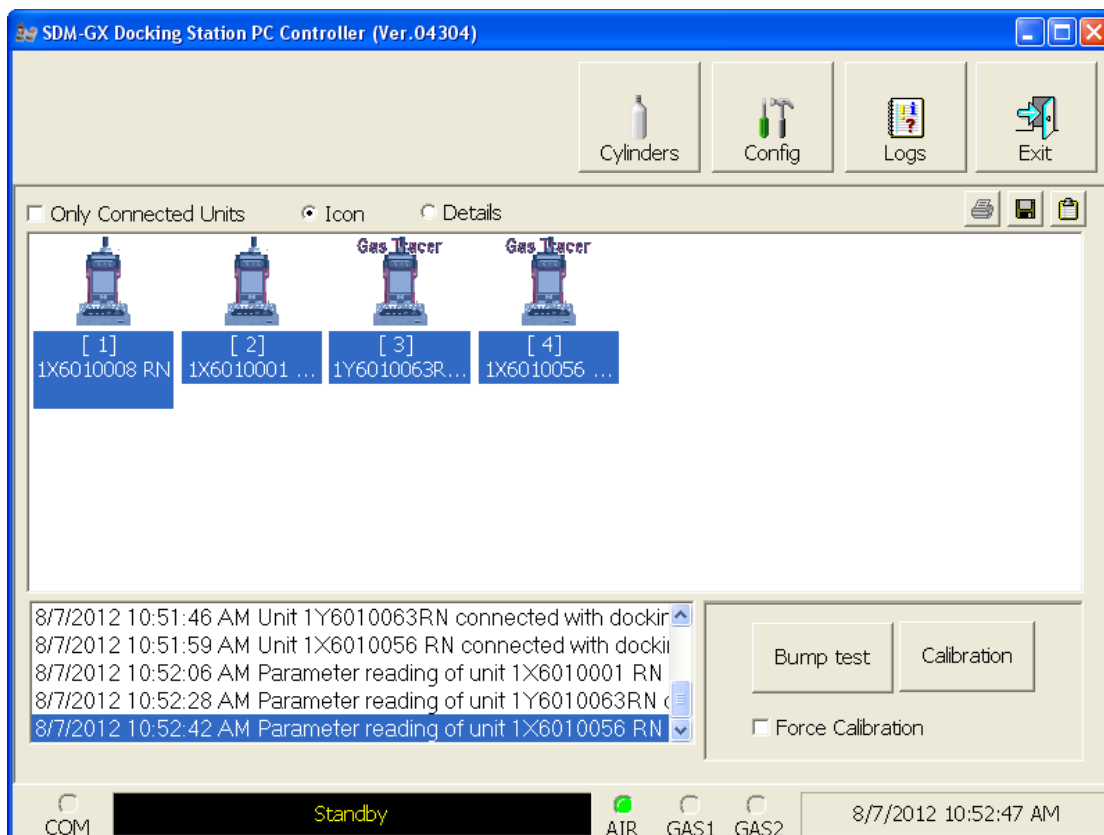 SDM-GX Docking Station PC Controller (Ver.04304)
Cylinders Config Logs Exit
Only Connected Units Icon Details
Gas Tracer Gas Tracer
[ 1] [ 2] [ 3] [ 4]
1X6010008 RN 1X6010001 ... 1Y6010063R... 1X6010056 ...
8/7/2012 10:51:46 AM Unit 1Y6010063RN connected with dockin
8/7/2012 10:51:59 AM Unit 1X6010056 RN connected with docki
8/7/2012 10:52:06 AM Parameter reading of unit 1X6010001 RN
8/7/2012 10:52:28 AM Parameter reading of unit 1Y6010063RN
8/7/2012 10:52:42 AM Parameter reading of unit 1X6010056 RN
Bump test Calibration
Force Calibration
COM Standby AIR GAS1 GAS2 8/7/2012 10:52:47 AM